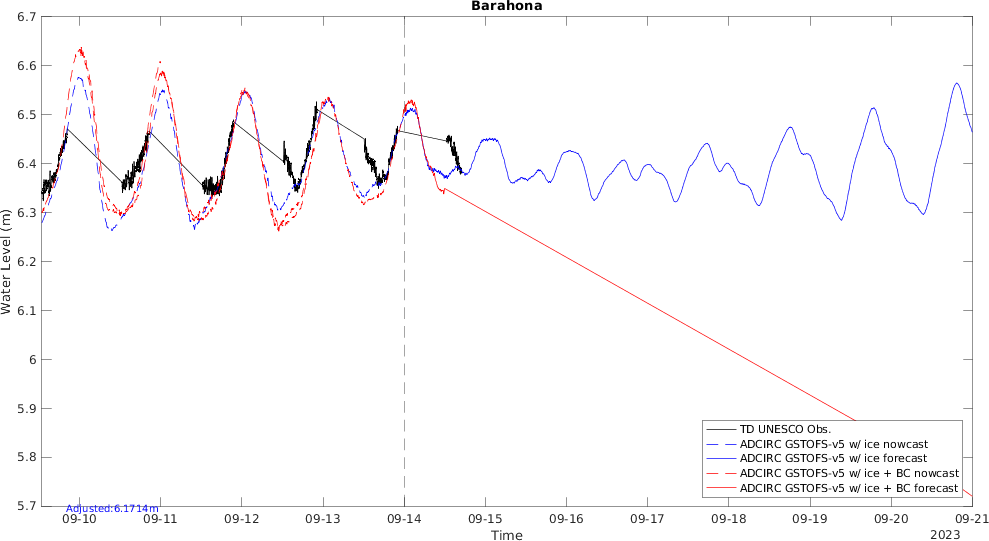 Barahona
6.7
6.6
6.5
6.4
6.3
6.2
6.1
6
5.9
5.8
5.7
Water Level (m)
TD UNESCO Obs.
ADCIRC GSTOFS-v5 w/ ice nowcast
ADCIRC GSTOFS-v5 w/ ice forecast
ADCIRC GSTOFS-v5 w/ ice + BC nowcast
ADCIRC GSTOFS-v5 w/ ice + BC forecast
Adjusted:6.1714m
09-10 09-11 09-12 09-13 09-14 09-15 09-16 09-17 09-18 09-19 09-20 09-21
Time
2023